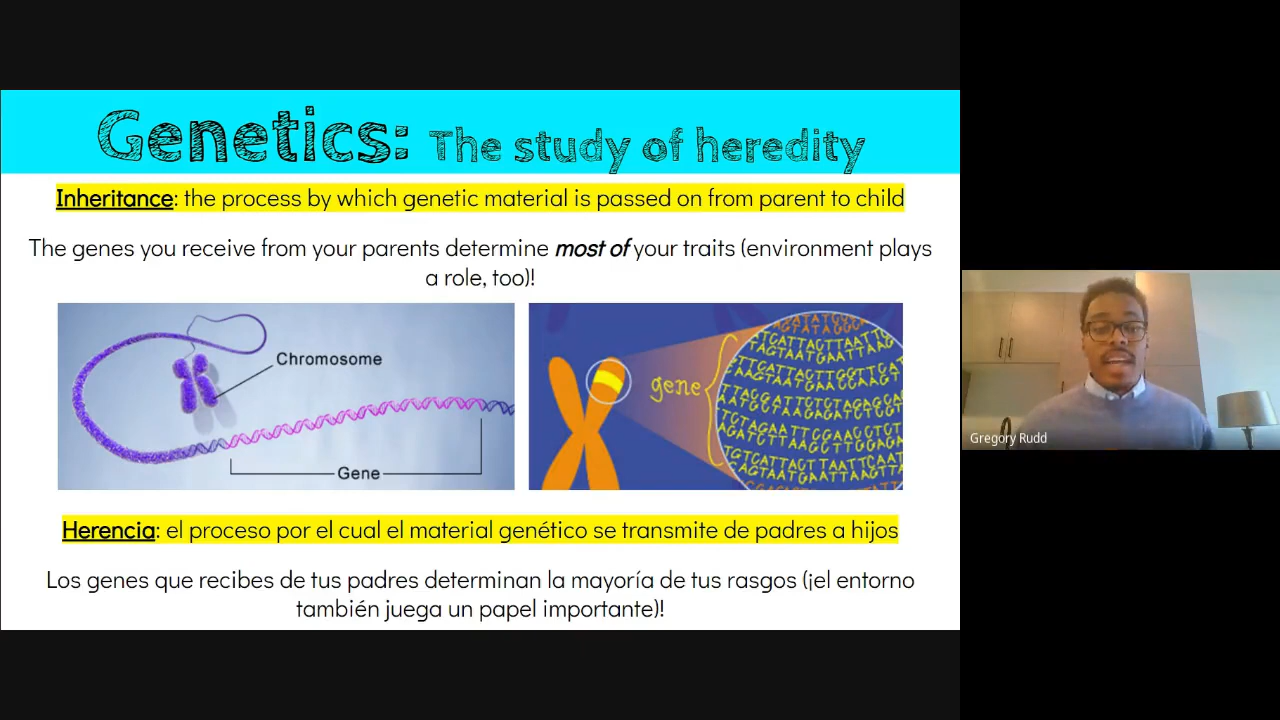 Genetics: The study of heredity
Inheritance: the process by which genetic material is passed on from parent to child
The genes you receive from your parents determine most of your traits (environment plays
a role, too)!
Chromosome
Gene
gene
Herencia: el proceso por el cual el material genético se transmite de padres a hijos
Los genes que recibes de tus padres determinan la mayoría de tus rasgos (¡el entorno
también juega un papel importante)!
Gregory Rudd